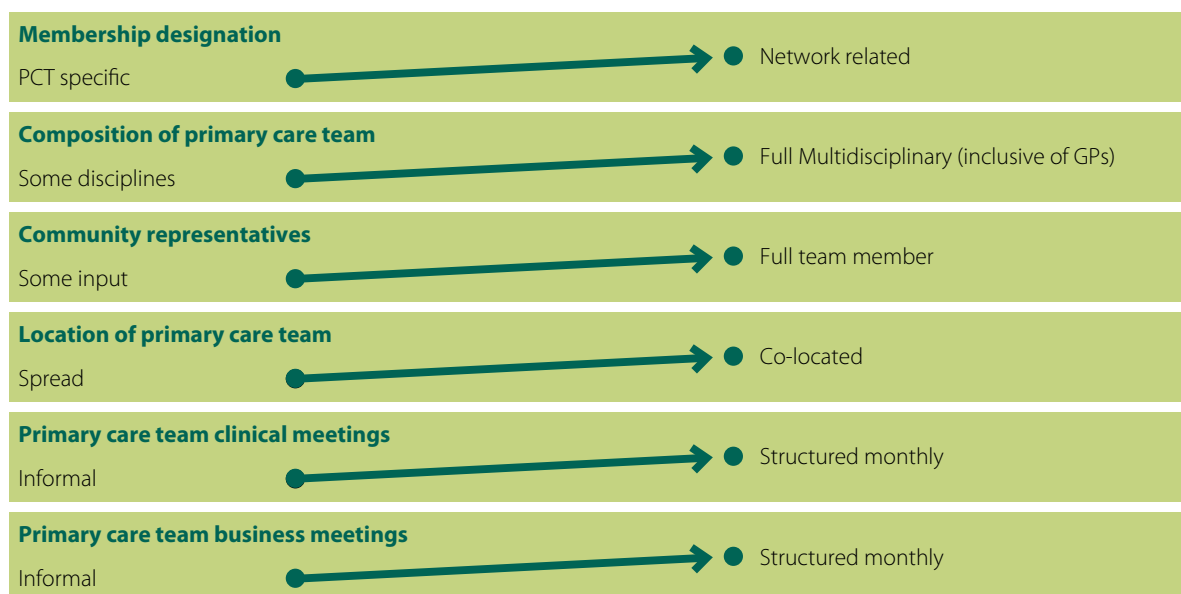 Membership designation
PCT specific
Network related
Composition of primary care team
Some disciplines
Full Multidisciplinary (inclusive of GPs)
Community representatives
Some input
Full team member
Location of primary care team
Spread
Co-located
Primary care team clinical meetings
Informal
Structured monthly
Primary care team business meetings
Informal
Structured monthly